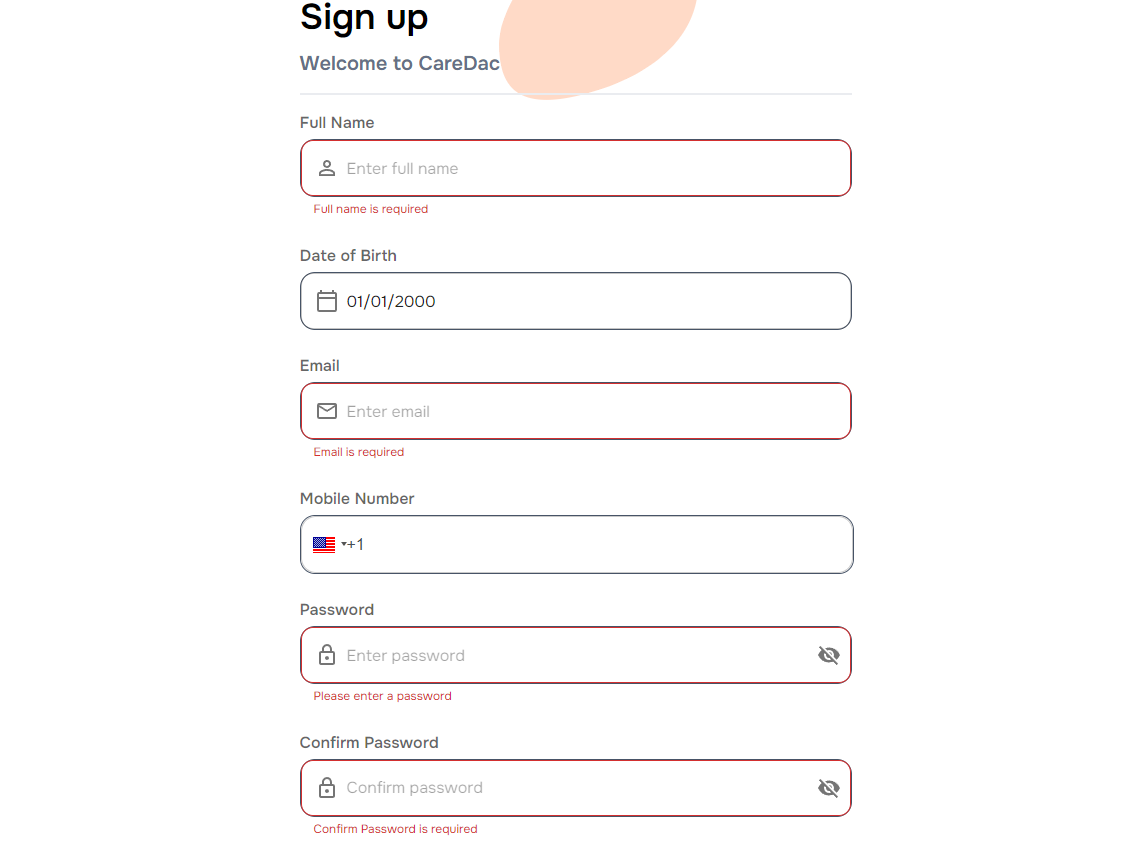 Sign up
Welcome to CareDac
Full Name
Enter full name
Full name is required
Date of Birth
01/01/2000
Email
Enter email
Email is required
Mobile Number
+1
Password
Enter password
Please enter a password
Confirm Password
Confirm password
Confirm Password is required